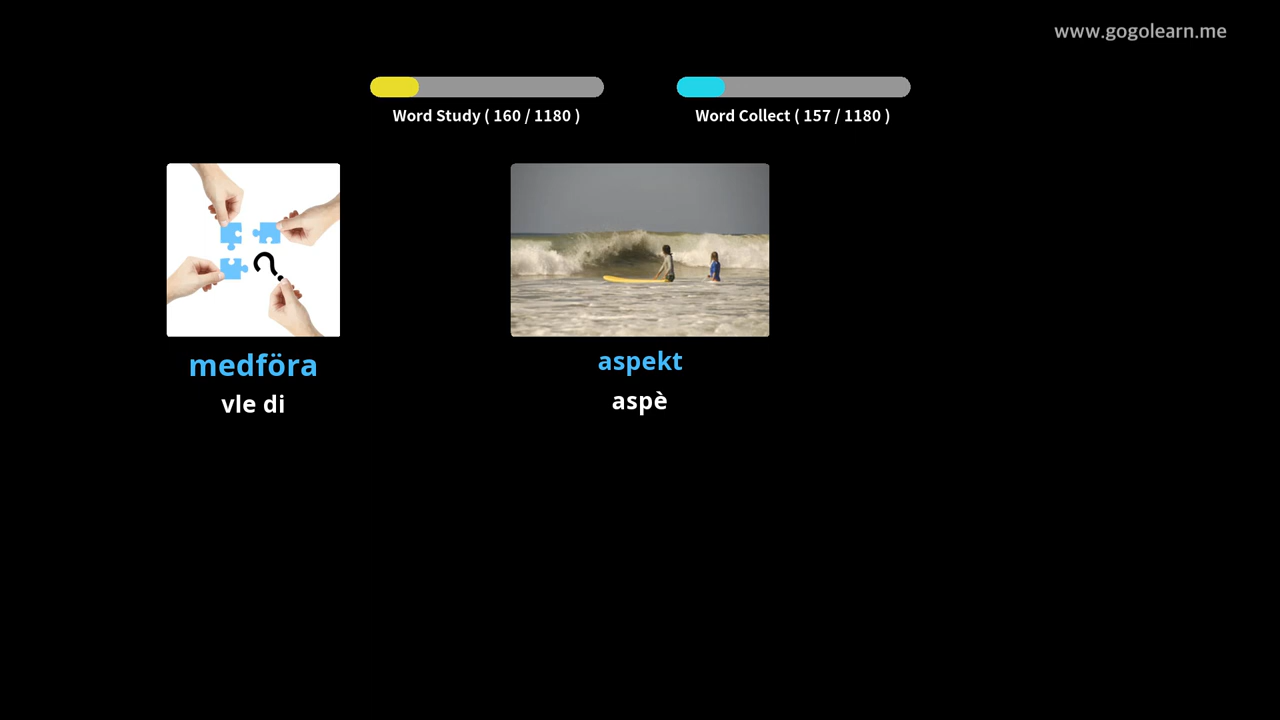 www.gogolearn.me
Word Study ( 160 / 1180 )
Word Collect ( 157 / 1180 )
medföra
vle di
aspekt
aspè